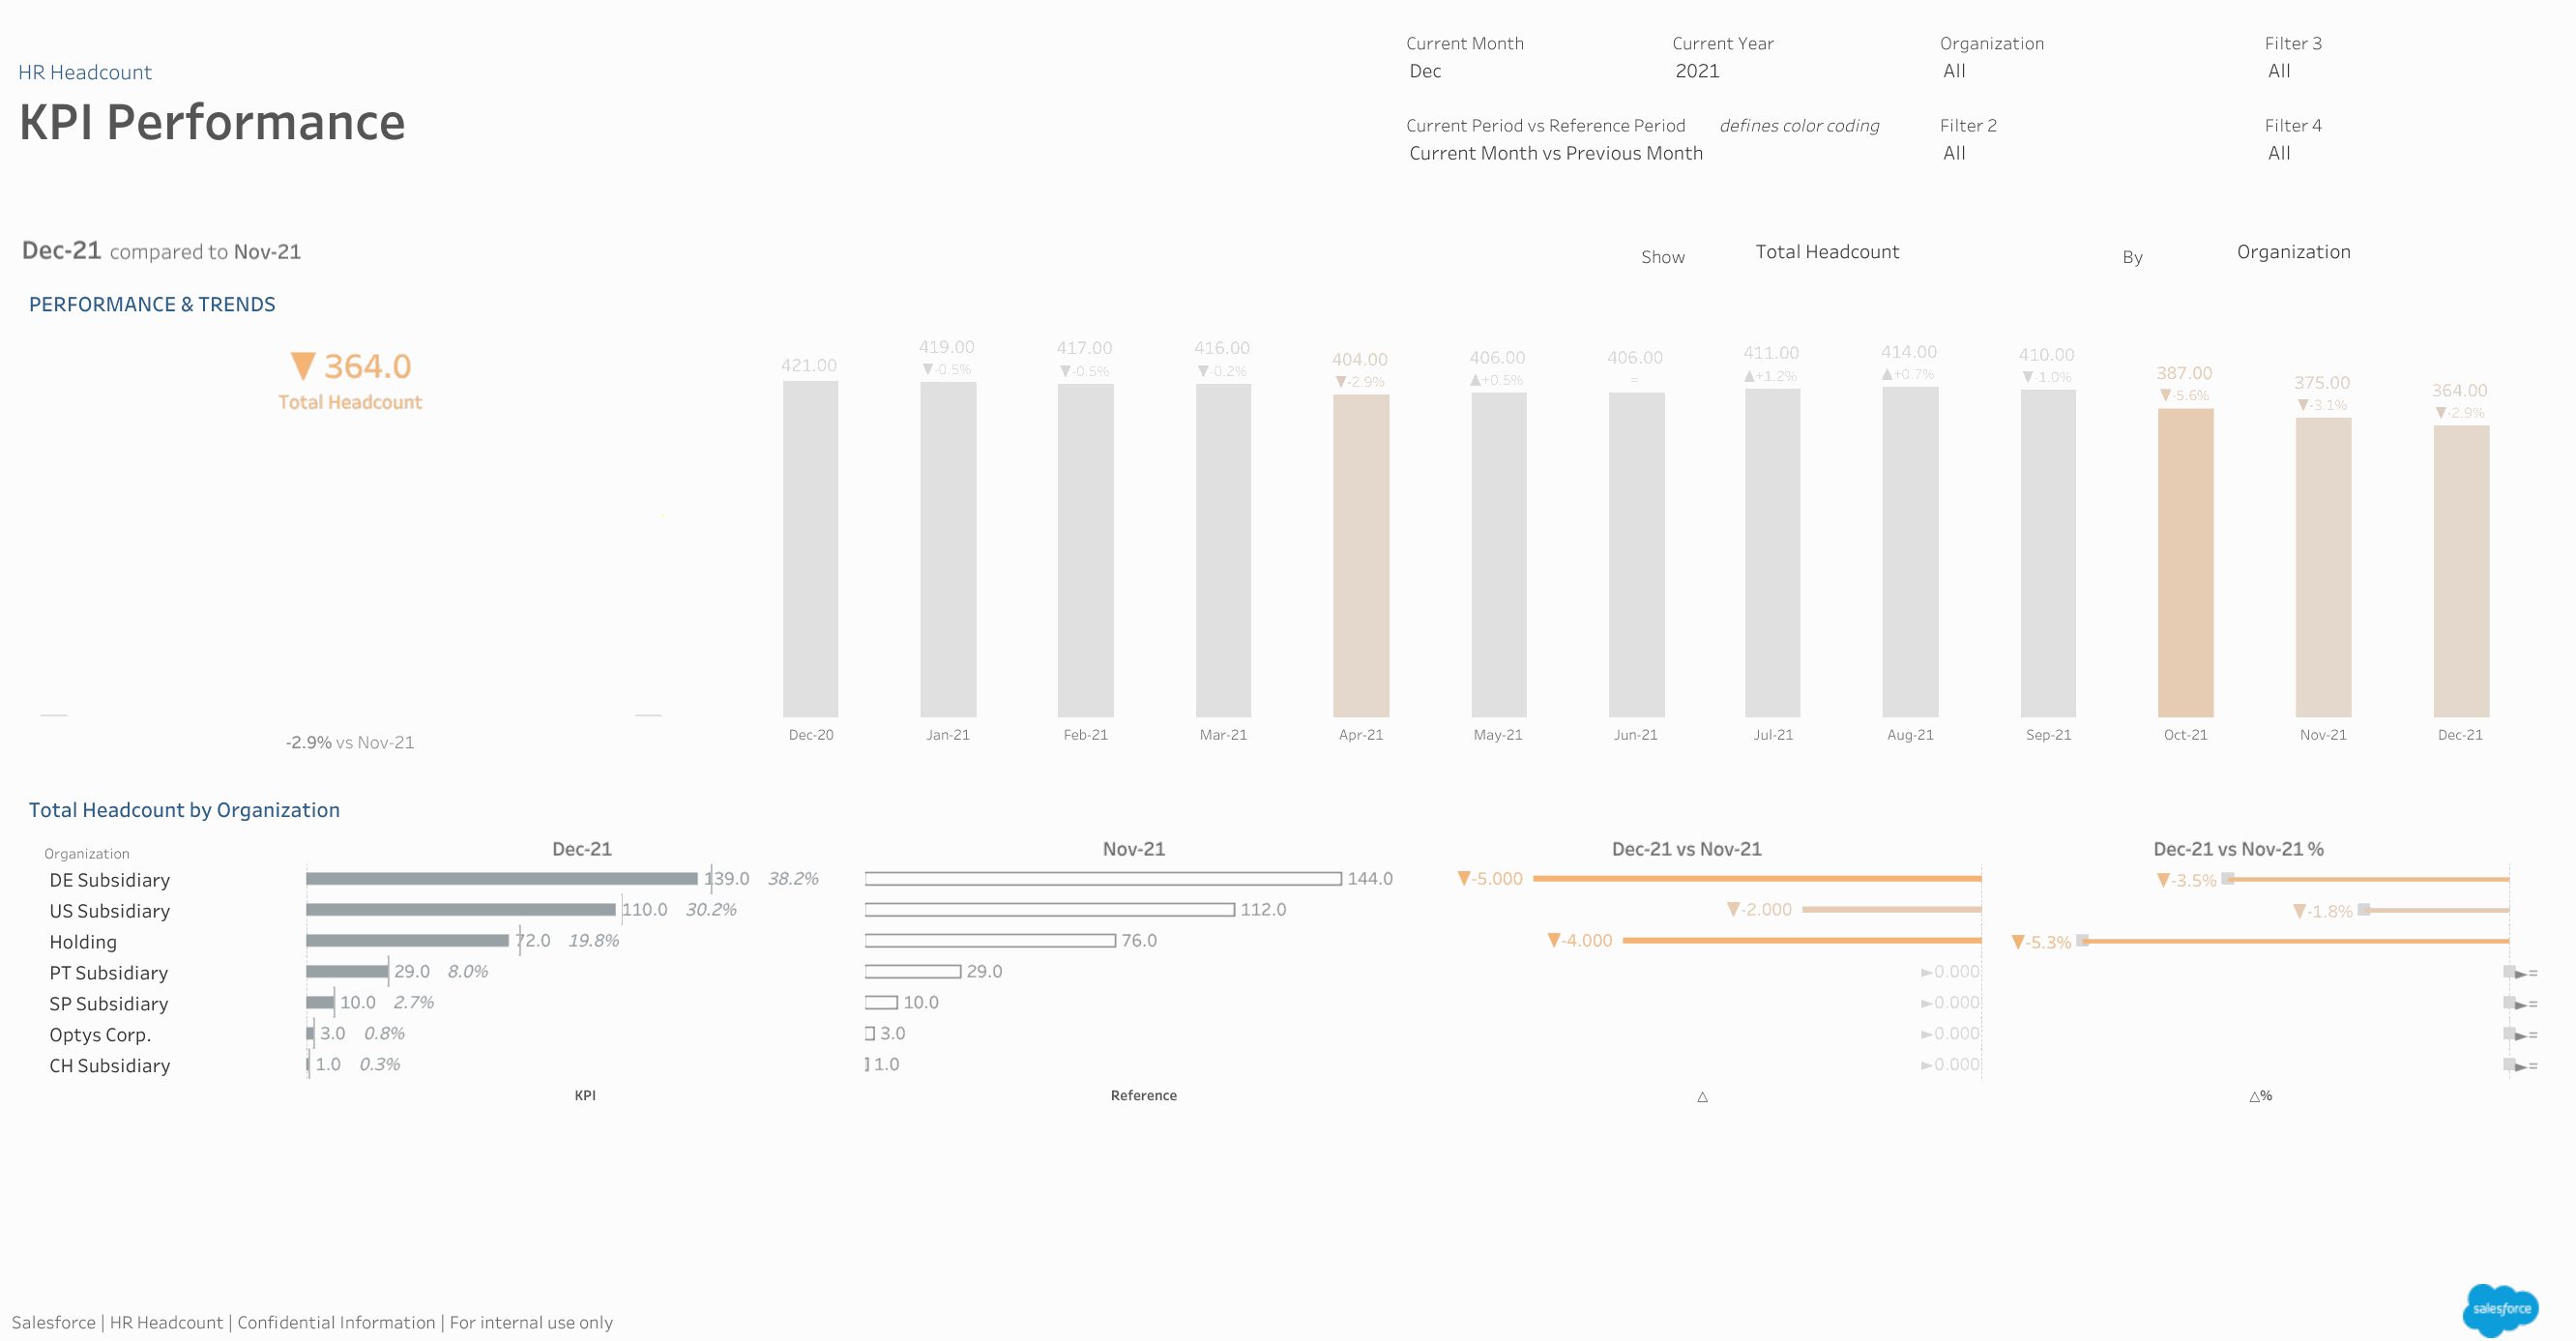 HR Headcount
KPI Performance
Current Month
Current Year
Organization
Filter 3
Dec
2021
All
All
Current Period vs Reference Period
defines color coding
Filter 2
Filter 4
Current Month vs Previous Month
All
All
Dec-21 compared to Nov-21
Show
Total Headcount
By
Organization
PERFORMANCE & TRENDS
▼ 364.0
Total Headcount
-2.9% vs Nov-21
421.00
419.00
▼-0.5%
417.00
▼-0.5%
416.00
▼-0.2%
404.00
▼-2.9%
406.00
▲+0.5%
406.00
=
411.00
▲+1.2%
414.00
▲+0.7%
410.00
▼-1.0%
387.00
▼-5.6%
375.00
▼-3.1%
364.00
▼-2.9%
Dec-20 Jan-21 Feb-21 Mar-21 Apr-21 May-21 Jun-21 Jul-21 Aug-21 Sep-21 Oct-21 Nov-21 Dec-21
Total Headcount by Organization
Organization Dec-21 Nov-21 Dec-21 vs Nov-21 Dec-21 vs Nov-21 %
DE Subsidiary 139.0 38.2% 144.0 ▼-5.000 ▼-3.5%
US Subsidiary 110.0 30.2% 112.0 ▼-2.000 ▼-1.8%
Holding 72.0 19.8% 76.0 ▼-4.000 ▼-5.3%
PT Subsidiary 29.0 8.0% 29.0 ►0.000 ►=
SP Subsidiary 10.0 2.7% 10.0 ►0.000 ►=
Optys Corp. 3.0 0.8% 3.0 ►0.000 ►=
CH Subsidiary 1.0 0.3% 1.0 ►0.000 ►=
KPI Reference △ △%
Salesforce | HR Headcount | Confidential Information | For internal use only
salesforce